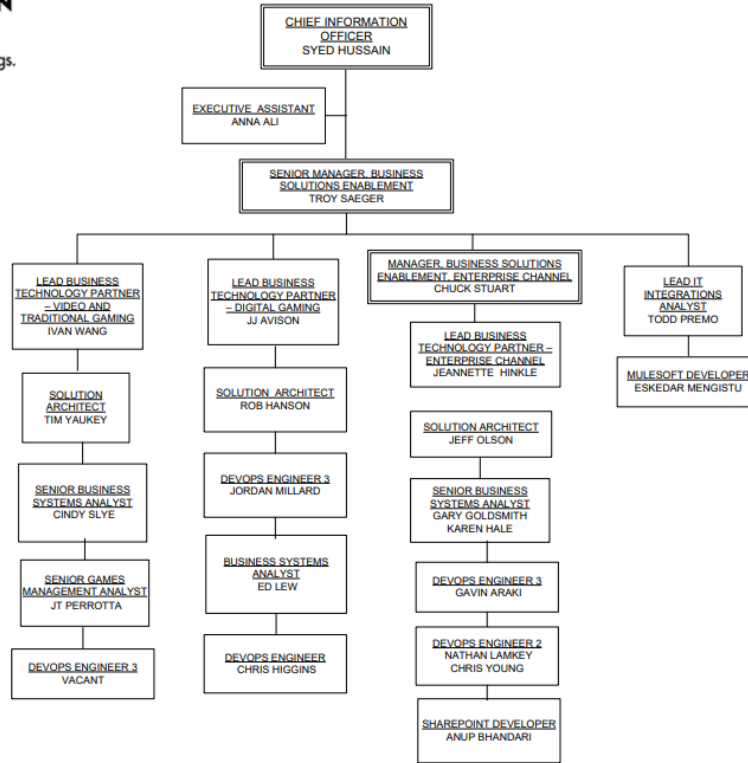 N
gs.
CHIEF INFORMATION
OFFICER
SYED HUSSAIN
EXECUTIVE ASSISTANT
ANNA ALI
SENIOR MANAGER, BUSINESS
SOLUTIONS ENABLEMENT
TROY SAEGER
LEAD BUSINESS
TECHNOLOGY PARTNER
– VIDEO AND
TRADITIONAL GAMING
IVAN WANG
SOLUTION
ARCHITECT
TIM YAUKEY
SENIOR BUSINESS
SYSTEMS ANALYST
CINDY SLYE
SENIOR GAMES
MANAGEMENT ANALYST
JT PERROTTA
DEVOPS ENGINEER 3
VACANT
LEAD BUSINESS
TECHNOLOGY PARTNER
– DIGITAL GAMING
JJ AVISON
SOLUTION ARCHITECT
ROB HANSON
DEVOPS ENGINEER 3
JORDAN MILLARD
BUSINESS SYSTEMS
ANALYST
ED LEW
DEVOPS ENGINEER
CHRIS HIGGINS
MANAGER, BUSINESS SOLUTIONS
ENABLEMENT, ENTERPRISE CHANNEL
CHUCK STUART
LEAD BUSINESS
TECHNOLOGY PARTNER –
ENTERPRISE CHANNEL
JEANNETTE HINKLE
SOLUTION ARCHITECT
JEFF OLSON
SENIOR BUSINESS
SYSTEMS ANALYST
GARY GOLDSMITH
KAREN HALE
DEVOPS ENGINEER 3
GAVIN ARAKI
DEVOPS ENGINEER 2
NATHAN LAMKEY
CHRIS YOUNG
SHAREPOINT DEVELOPER
ANUP BHANDARI
LEAD IT
INTEGRATIONS
ANALYST
TODD PREMO
MULESOFT DEVELOPER
ESKEDAR MENGISTU